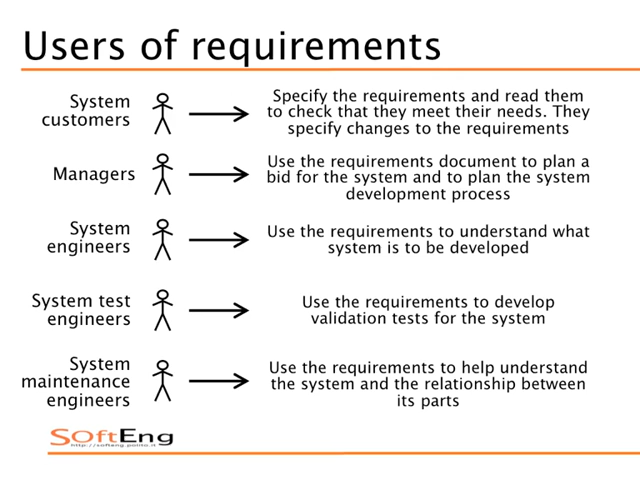 Users of requirements
System
customers
Specify the requirements and read them
to check that they meet their needs. They
specify changes to the requirements
Managers
Use the requirements document to plan a
bid for the system and to plan the system
development process
System
engineers
Use the requirements to understand what
system is to be developed
System test
engineers
Use the requirements to develop
validation tests for the system
System
maintenance
engineers
Use the requirements to help understand
the system and the relationship between
its parts
SOftEng
http://softeng.polito.it